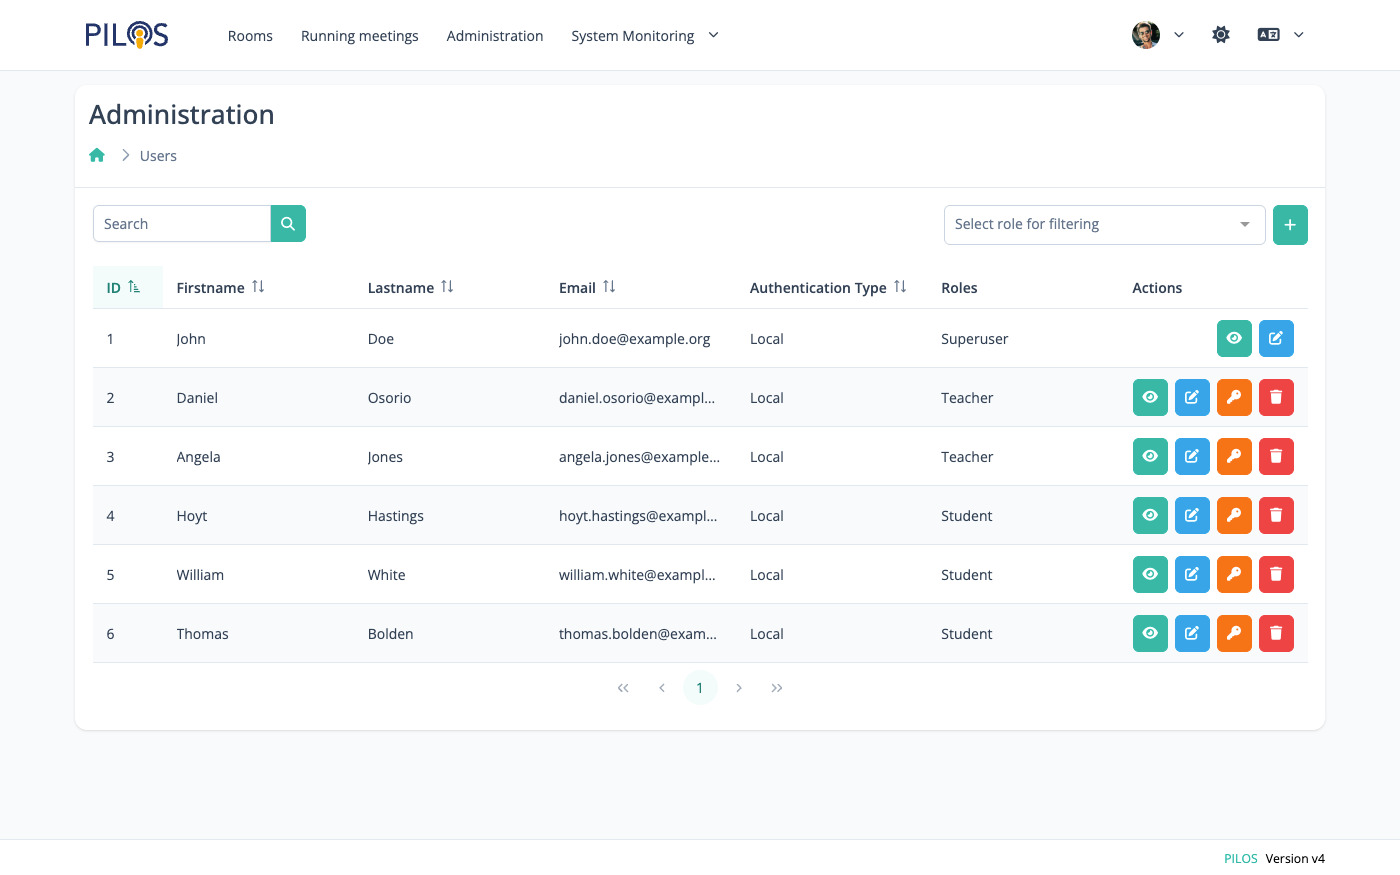 PILOS Rooms Running meetings Administration System Monitoring
Administration
Users
Search Select role for filtering
ID Firstname Lastname Email Authentication Type Roles Actions
1 John Doe john.doe@example.org Local Superuser
2 Daniel Osorio daniel.osorio@exampl... Local Teacher
3 Angela Jones angela.jones@example... Local Teacher
4 Hoyt Hastings hoyt.hastings@exampl... Local Student
5 William White william.white@exampl... Local Student
6 Thomas Bolden thomas.bolden@exam... Local Student
1
PILOS Version v4